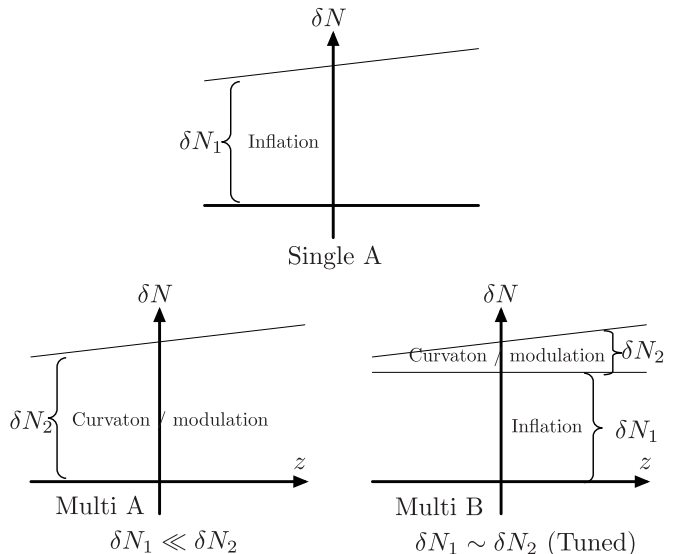 δN
δN₁
Inflation
Single A
δN
δN₂
Curvaton / modulation
z
Multi A
δN₁ ≪ δN₂
δN
Curvaton / modulation
δN₂
Inflation
δN₁
z
Multi B
δN₁ ∼ δN₂ (Tuned)